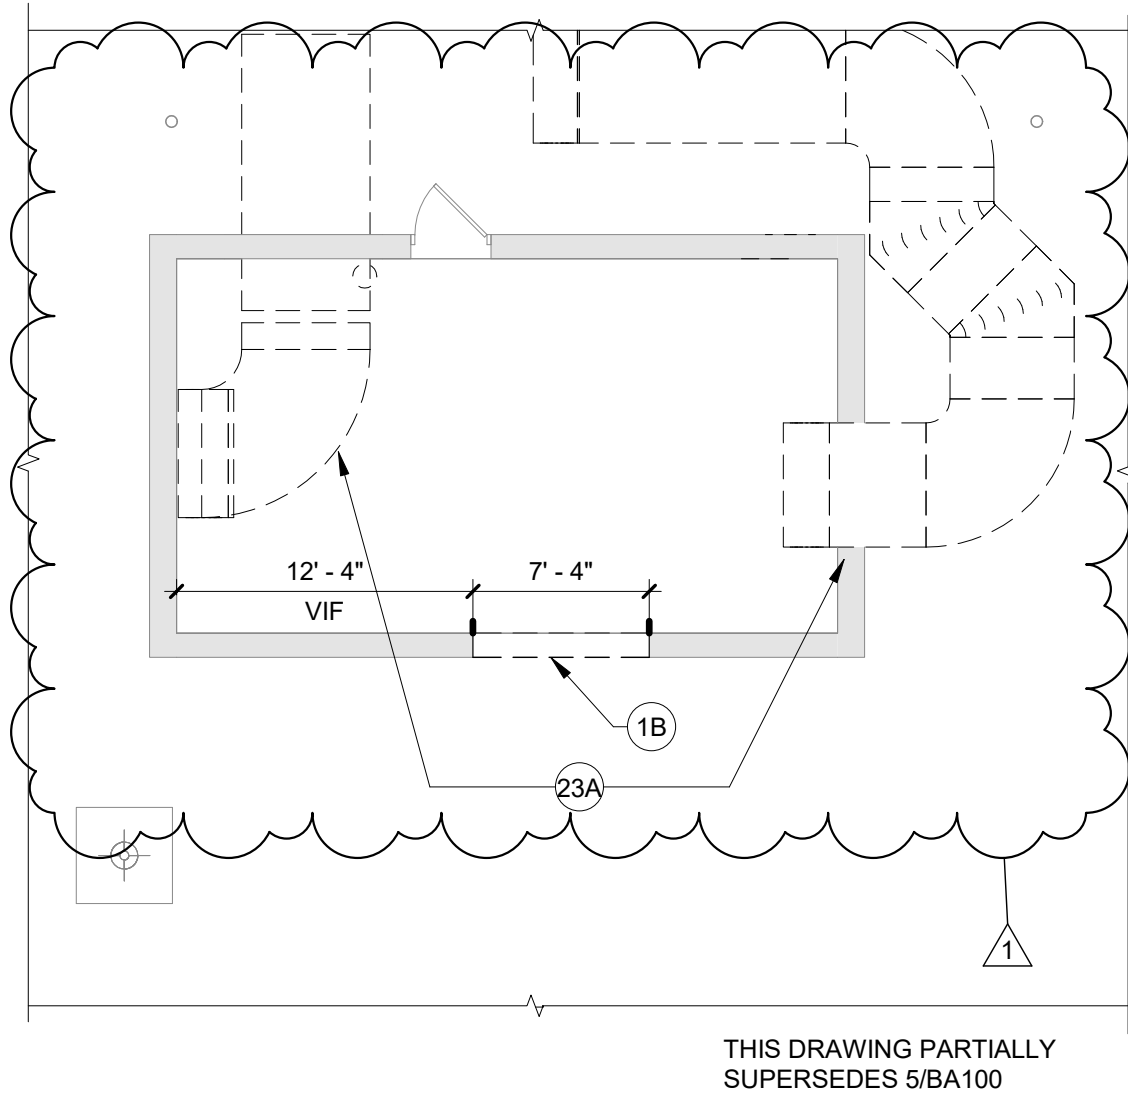 12' - 4"
7' - 4"
VIF
1B
23A
1
THIS DRAWING PARTIALLY
SUPERSEDES 5/BA100